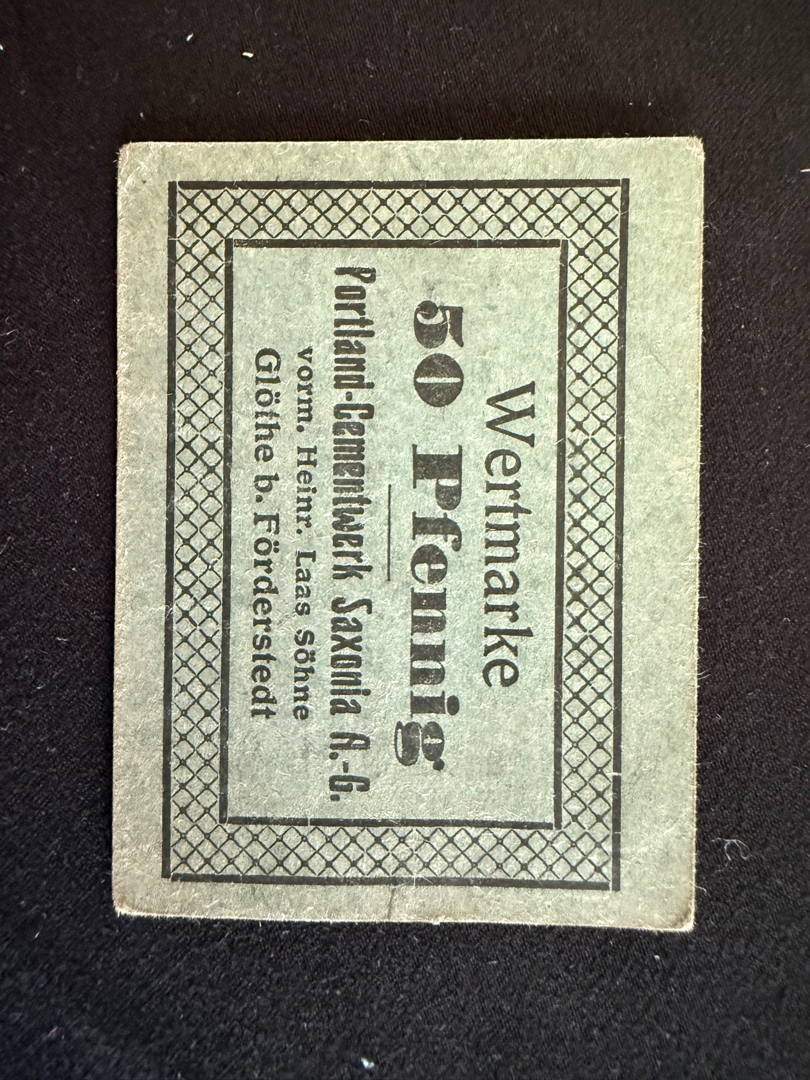 Wertmarke
50 Pfennig
Portland-Cementwerk Saxonia A.-G.
vorm. Heinr. Laas Söhne
Glöthe b. Förderstedt